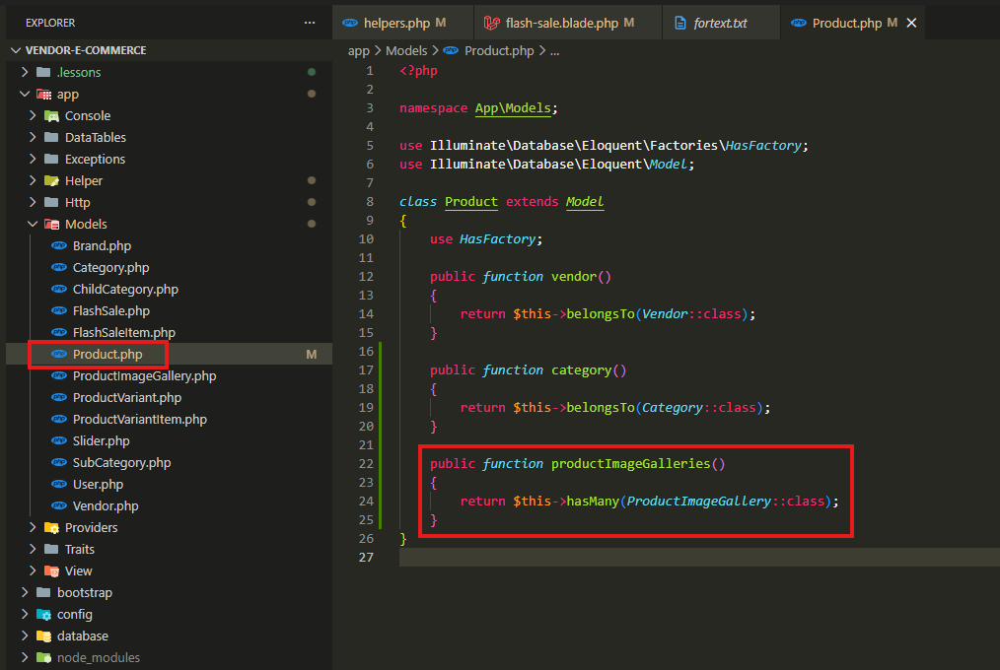 EXPLORER ...
VENDOR-E-COMMERCE
.lessons
app
Console
DataTables
Exceptions
Helper
Http
Models
Brand.php
Category.php
ChildCategory.php
FlashSale.php
FlashSaleItem.php
Product.php M
ProductImageGallery.php
ProductVariant.php
ProductVariantItem.php
Slider.php
SubCategory.php
User.php
Vendor.php
Providers
Traits
View
bootstrap
config
database
node_modules
helpers.php M flash-sale.blade.php M fortext.txt Product.php M
app > Models > Product.php > ...
1 <?php
2
3 namespace App\Models;
4
5 use Illuminate\Database\Eloquent\Factories\HasFactory;
6 use Illuminate\Database\Eloquent\Model;
7
8 class Product extends Model
9 {
10 use HasFactory;
11
12 public function vendor()
13 {
14 return $this->belongsTo(Vendor::class);
15 }
16
17 public function category()
18 {
19 return $this->belongsTo(Category::class);
20 }
21
22 public function productImageGalleries()
23 {
24 return $this->hasMany(ProductImageGallery::class);
25 }
26 }
27